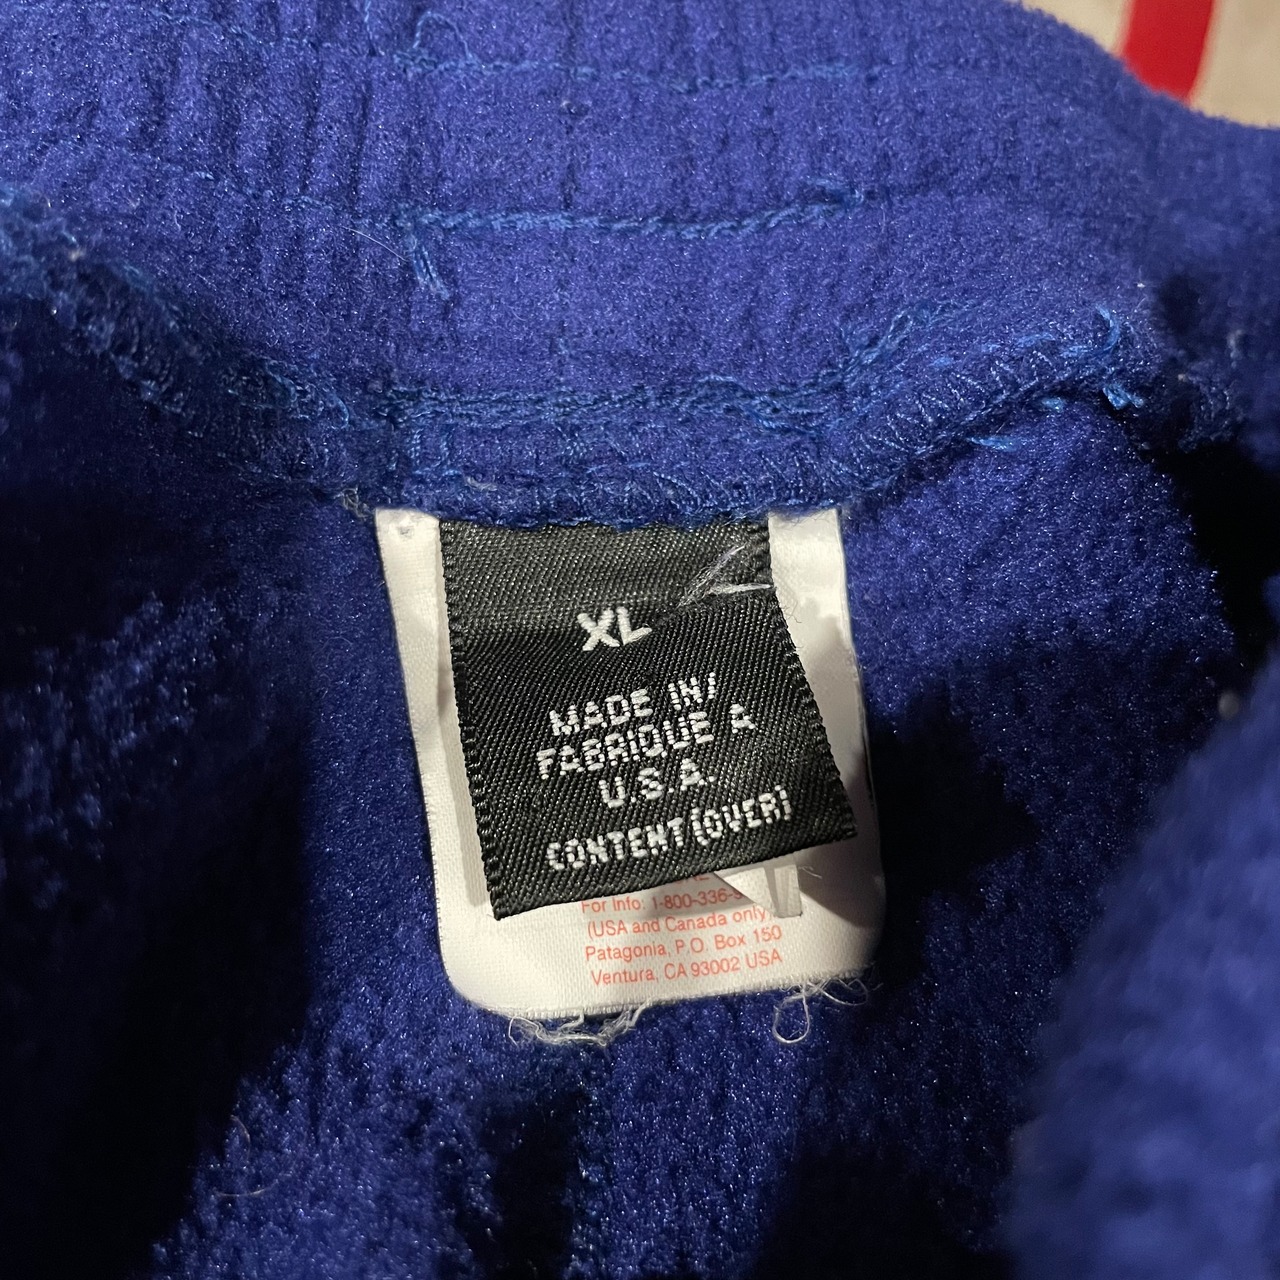 XL
MADE IN/
FABRIQUE A
U.S.A.
CONTENT (OVER)
For Info: 1-800-336-
(USA and Canada only)
Patagonia, P.O. Box 150
Ventura, CA 93002 USA